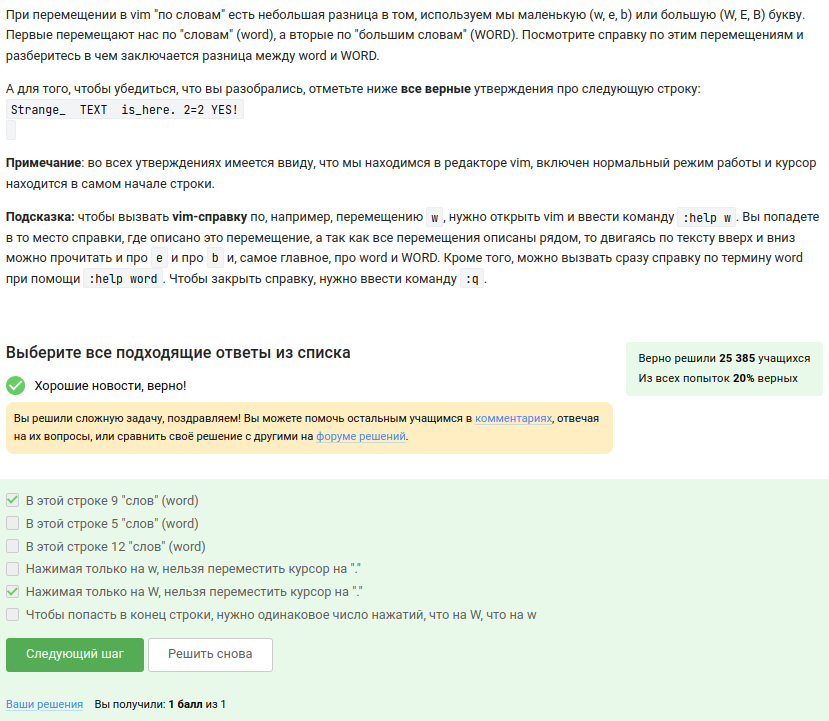 При перемещении в vim "по словам" есть небольшая разница в том, используем мы маленькую (w, e, b) или большую (W, E, B) букву.
Первые перемещают нас по "словам" (word), а вторые по "большим словам" (WORD). Посмотрите справку по этим перемещениям и
разберитесь в чем заключается разница между word и WORD.
А для того, чтобы убедиться, что вы разобрались, отметьте ниже все верные утверждения про следующую строку:
Strange_  TEXT  is_here. 2=2 YES!
Примечание: во всех утверждениях имеется ввиду, что мы находимся в редакторе vim, включен нормальный режим работы и курсор
находится в самом начале строки.
Подсказка: чтобы вызвать vim-справку по, например, перемещению w, нужно открыть vim и ввести команду :help w. Вы попадете
в то место справки, где описано это перемещение, а так как все перемещения описаны рядом, то двигаясь по тексту вверх и вниз
можно прочитать и про e и про b и, самое главное, про word и WORD. Кроме того, можно вызвать сразу справку по термину word
при помощи :help word. Чтобы закрыть справку, нужно ввести команду :q.
Выберите все подходящие ответы из списка
Верно решили 25 385 учащихся
Из всех попыток 20% верных
Хорошие новости, верно!
Вы решили сложную задачу, поздравляем! Вы можете помочь остальным учащимся в комментариях, отвечая
на их вопросы, или сравнить своё решение с другими на форуме решений.
В этой строке 9 "слов" (word)
В этой строке 5 "слов" (word)
В этой строке 12 "слов" (word)
Нажимая только на w, нельзя переместить курсор на "."
Нажимая только на W, нельзя переместить курсор на "."
Чтобы попасть в конец строки, нужно одинаковое число нажатий, что на W, что на w
Следующий шаг
Решить снова
Ваши решения Вы получили: 1 балл из 1